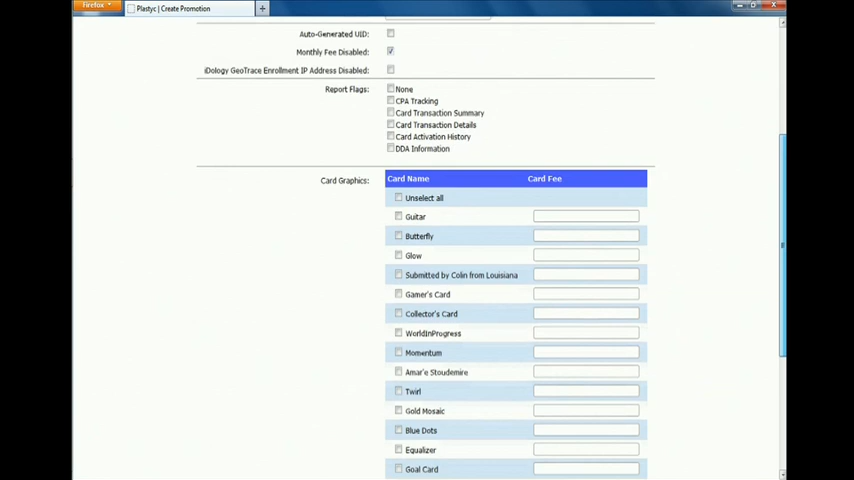 Firefox
Plastyc | Create Promotion
Auto-Generated UID:
Monthly Fee Disabled:
iDology GeoTrace Enrollment IP Address Disabled:
Report Flags:
None
CPA Tracking
Card Transaction Summary
Card Transaction Details
Card Activation History
DDA Information
Card Graphics:
Card Name Card Fee
Unselect all
Guitar
Butterfly
Glow
Submitted by Colin from Louisiana
Gamer's Card
Collector's Card
WorldInProgress
Momentum
Amar'e Stoudemire
Twirl
Gold Mosaic
Blue Dots
Equalizer
Goal Card